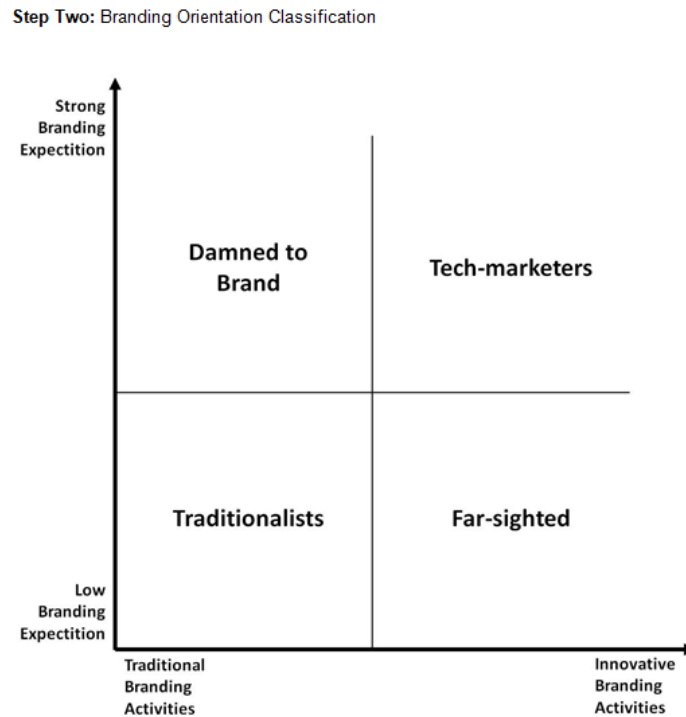 Step Two: Branding Orientation Classification
Strong
Branding
Expectition
Damned to
Brand
Tech-marketers
Traditionalists
Far-sighted
Low
Branding
Expectition
Traditional
Branding
Activities
Innovative
Branding
Activities